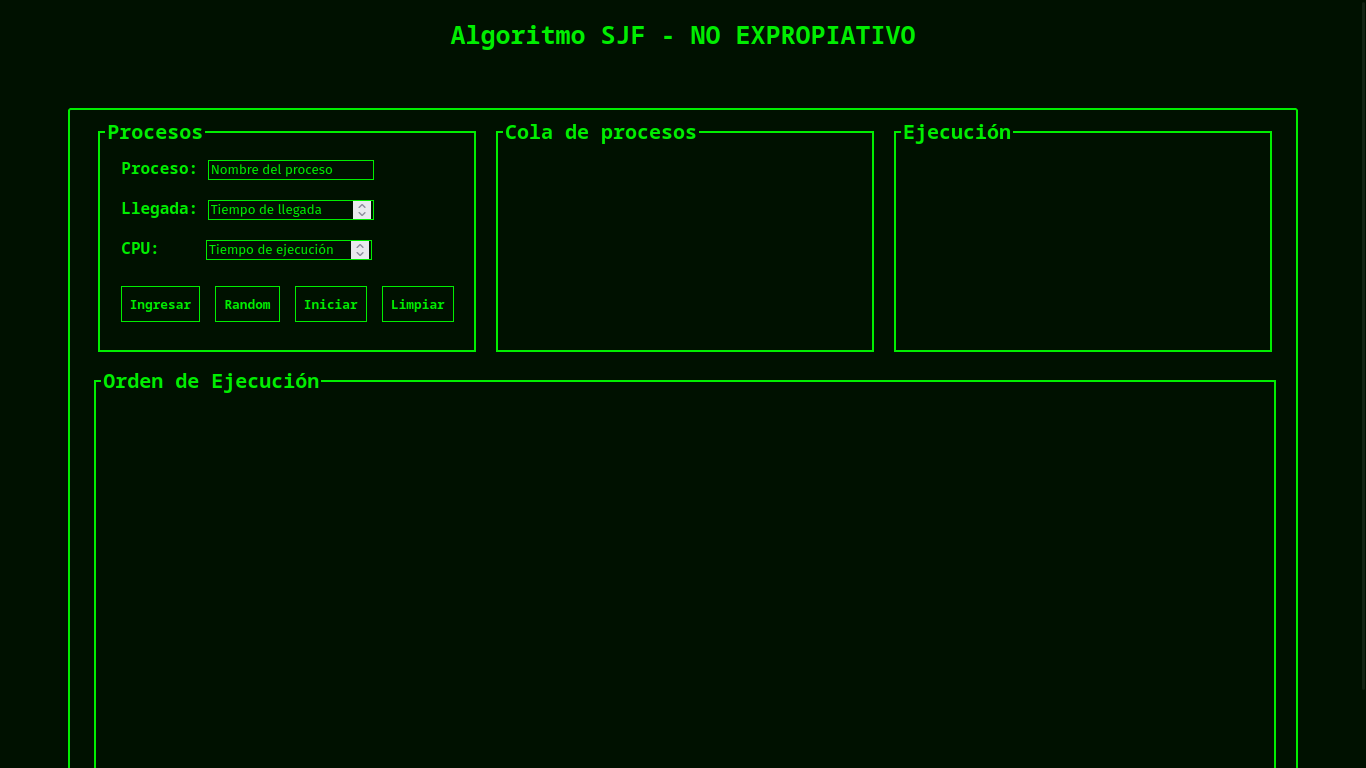 Algoritmo SJF - NO EXPROPIATIVO
Procesos
Proceso: Nombre del proceso
Llegada: Tiempo de llegada
CPU: Tiempo de ejecución
Ingresar Random Iniciar Limpiar
Cola de procesos
Ejecución
Orden de Ejecución